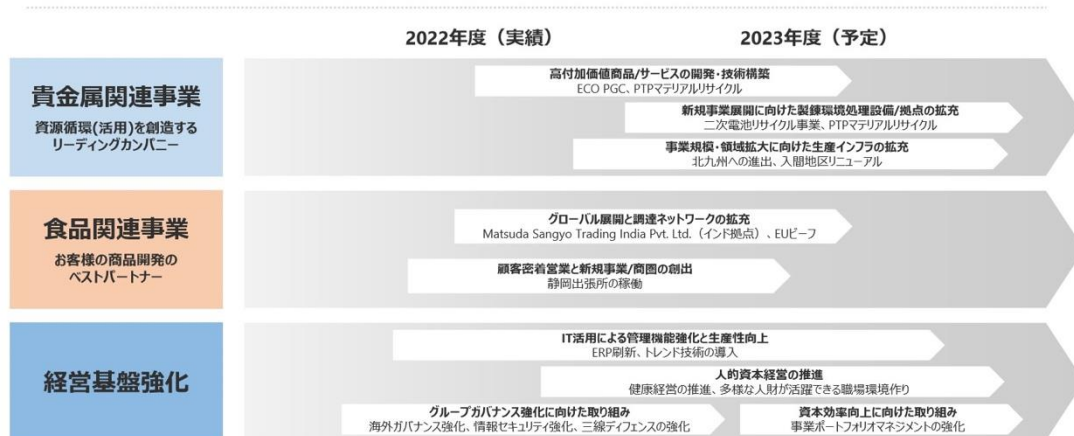 2022年度（実績）
2023年度（予定）
貴金属関連事業
資源循環(活用)を創造する
リーディングカンパニー
高付加価値商品/サービスの開発・技術構築
ECO PGC、PTPマテリアルリサイクル
新規事業展開に向けた製錬環境処理設備/拠点の拡充
二次電池リサイクル事業、PTPマテリアルリサイクル
事業規模・領域拡大に向けた生産インフラの拡充
北九州への進出、入間地区リニューアル
食品関連事業
お客様の商品開発の
ベストパートナー
グローバル展開と調達ネットワークの拡充
Matsuda Sangyo Trading India Pvt. Ltd.（インド拠点）、EUビーフ
顧客密着営業と新規事業/商圏の創出
静岡出張所の稼働
経営基盤強化
IT活用による管理機能強化と生産性向上
ERP刷新、トレンド技術の導入
人的資本経営の推進
健康経営の推進、多様な人財が活躍できる職場環境作り
グループガバナンス強化に向けた取り組み
海外ガバナンス強化、情報セキュリティ強化、三線ディフェンスの強化
資本効率向上に向けた取り組み
事業ポートフォリオマネジメントの強化